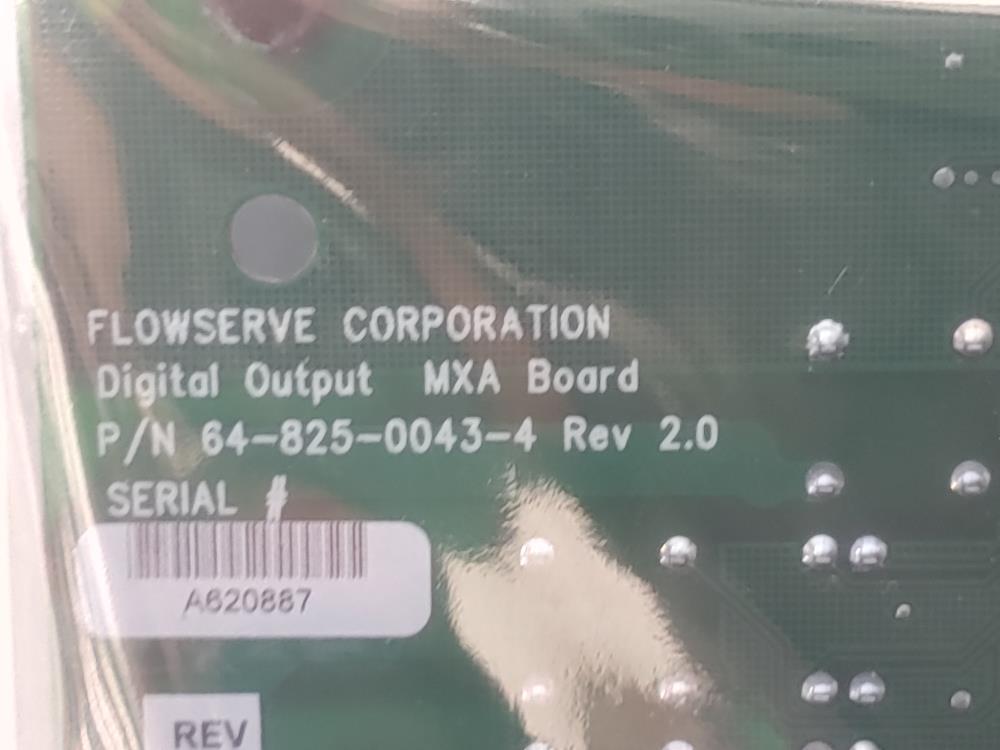 FLOWSERVE CORPORATION
Digital Output MXA Board
P/N 64-825-0043-4 Rev 2.0
SERIAL #
A620887
REV